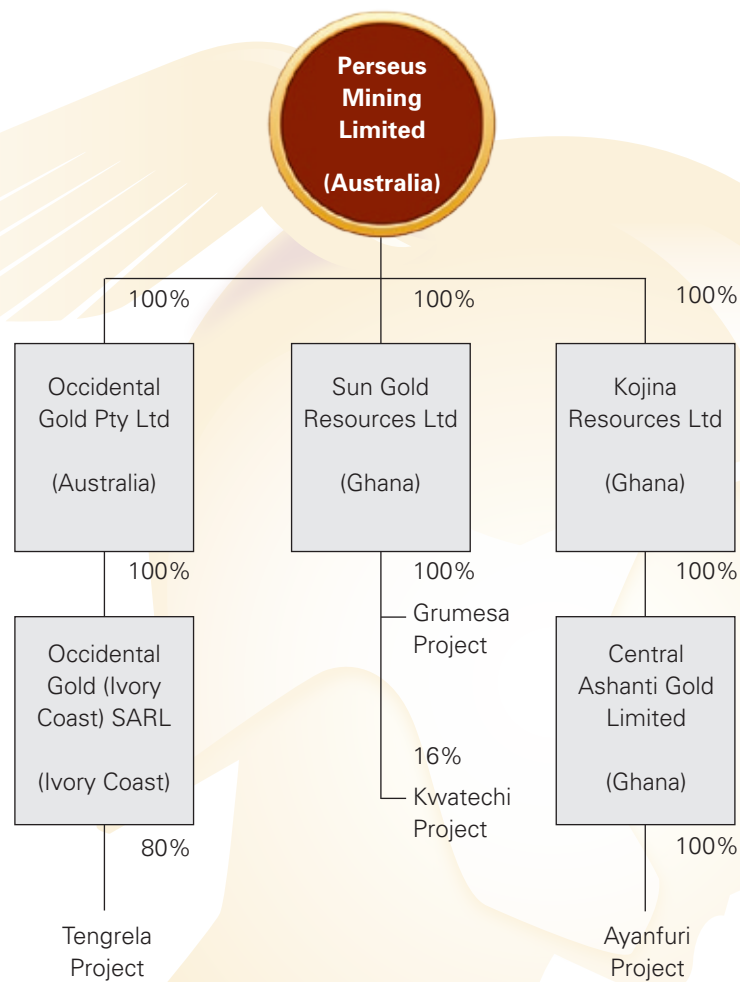 Perseus
Mining
Limited
(Australia)
100%
100%
100%
Occidental
Gold Pty Ltd
(Australia)
Sun Gold
Resources Ltd
(Ghana)
Kojina
Resources Ltd
(Ghana)
100%
100%
100%
Occidental
Gold (Ivory
Coast) SARL
(Ivory Coast)
Grumesa
Project
16%
Kwatechi
Project
Central
Ashanti Gold
Limited
(Ghana)
80%
100%
Tengrela
Project
Ayanfuri
Project